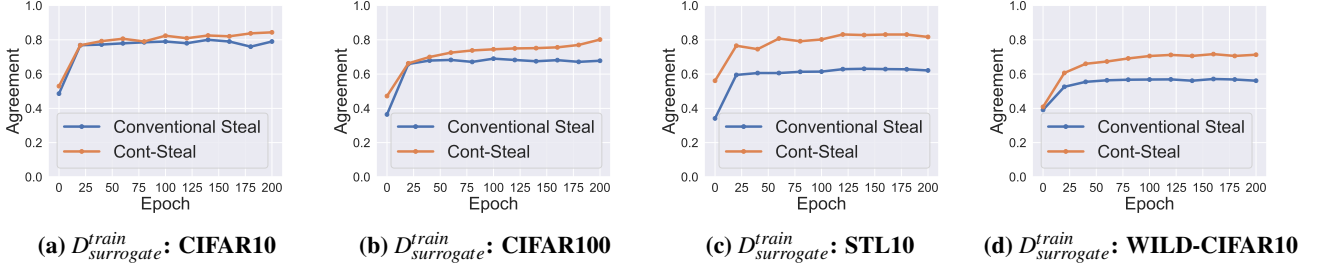 Agreement
1.0
0.8
0.6
0.4
0.2
0.0
Conventional Steal
Cont-Steal
0 25 50 75 100 125 150 175 200
Epoch
(a) D^{train}_{surrogate}: CIFAR10
Agreement
1.0
0.8
0.6
0.4
0.2
0.0
Conventional Steal
Cont-Steal
0 25 50 75 100 125 150 175 200
Epoch
(b) D^{train}_{surrogate}: CIFAR100
Agreement
1.0
0.8
0.6
0.4
0.2
0.0
Conventional Steal
Cont-Steal
0 25 50 75 100 125 150 175 200
Epoch
(c) D^{train}_{surrogate}: STL10
Agreement
1.0
0.8
0.6
0.4
0.2
0.0
Conventional Steal
Cont-Steal
0 25 50 75 100 125 150 175 200
Epoch
(d) D^{train}_{surrogate}: WILD-CIFAR10